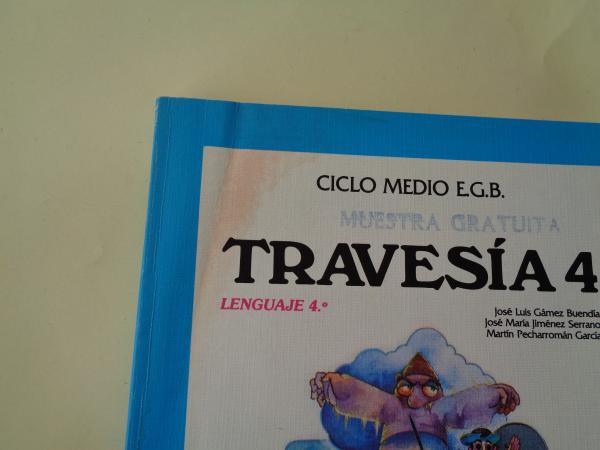 CICLO MEDIO E.G.B.
MUESTRA GRATUITA
TRAVESÍA 4
LENGUAJE 4.º
José Luis Gámez Buendía
José María Jiménez Serrano
Martín Pecharromán García